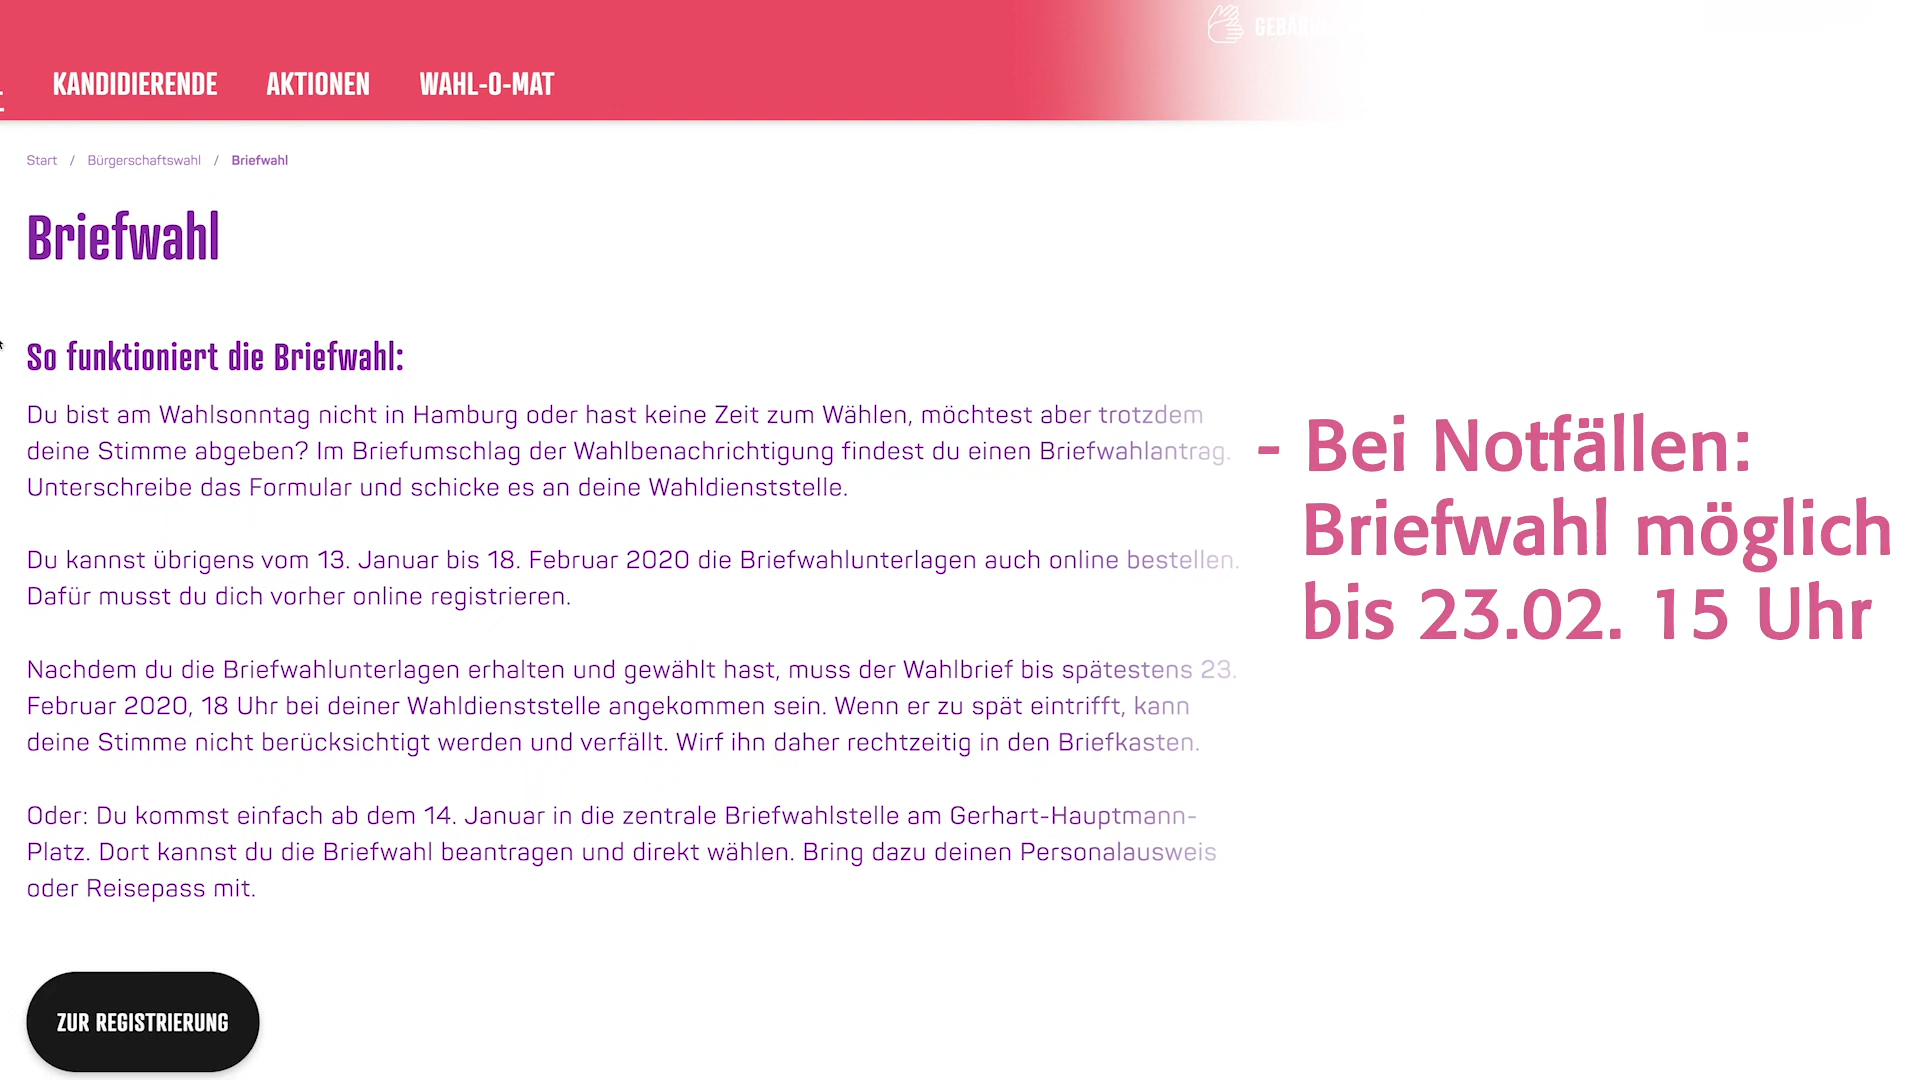 KANDIDIERENDE AKTIONEN WAHL-O-MAT
Start / Bürgerschaftswahl / Briefwahl
Briefwahl
So funktioniert die Briefwahl:
Du bist am Wahlsonntag nicht in Hamburg oder hast keine Zeit zum Wählen, möchtest aber trotzdem
deine Stimme abgeben? Im Briefumschlag der Wahlbenachrichtigung findest du einen Briefwahlantrag.
Unterschreibe das Formular und schicke es an deine Wahldienststelle.
Du kannst übrigens vom 13. Januar bis 18. Februar 2020 die Briefwahlunterlagen auch online bestellen.
Dafür musst du dich vorher online registrieren.
Nachdem du die Briefwahlunterlagen erhalten und gewählt hast, muss der Wahlbrief bis spätestens 23.
Februar 2020, 18 Uhr bei deiner Wahldienststelle angekommen sein. Wenn er zu spät eintrifft, kann
deine Stimme nicht berücksichtigt werden und verfällt. Wirf ihn daher rechtzeitig in den Briefkasten.
Oder: Du kommst einfach ab dem 14. Januar in die zentrale Briefwahlstelle am Gerhart-Hauptmann-
Platz. Dort kannst du die Briefwahl beantragen und direkt wählen. Bring dazu deinen Personalausweis
oder Reisepass mit.
ZUR REGISTRIERUNG
- Bei Notfällen:
Briefwahl möglich
bis 23.02. 15 Uhr